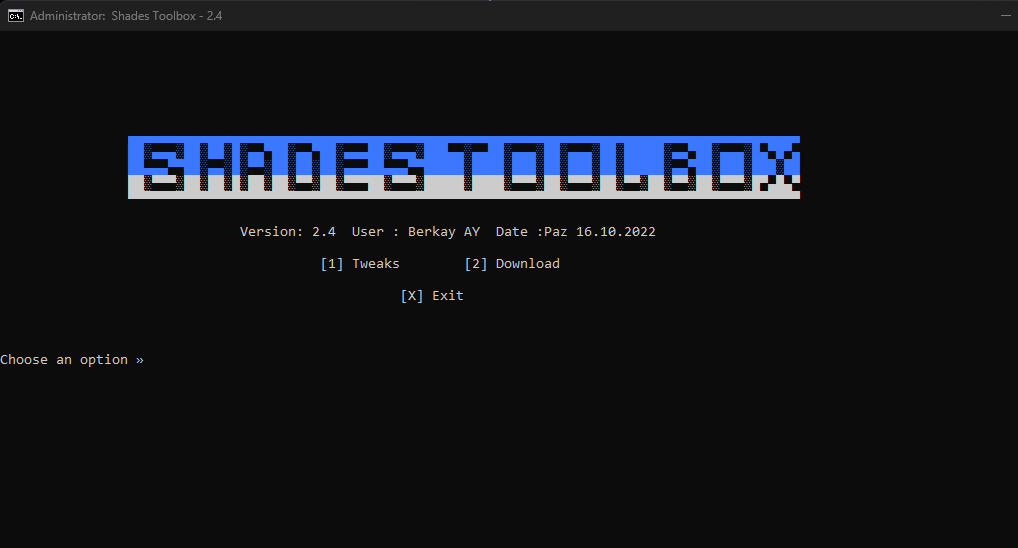 Administrator: Shades Toolbox - 2.4
SHADES TOOLBOX
Version: 2.4 User : Berkay AY Date :Paz 16.10.2022
[1] Tweaks [2] Download
[X] Exit
Choose an option »